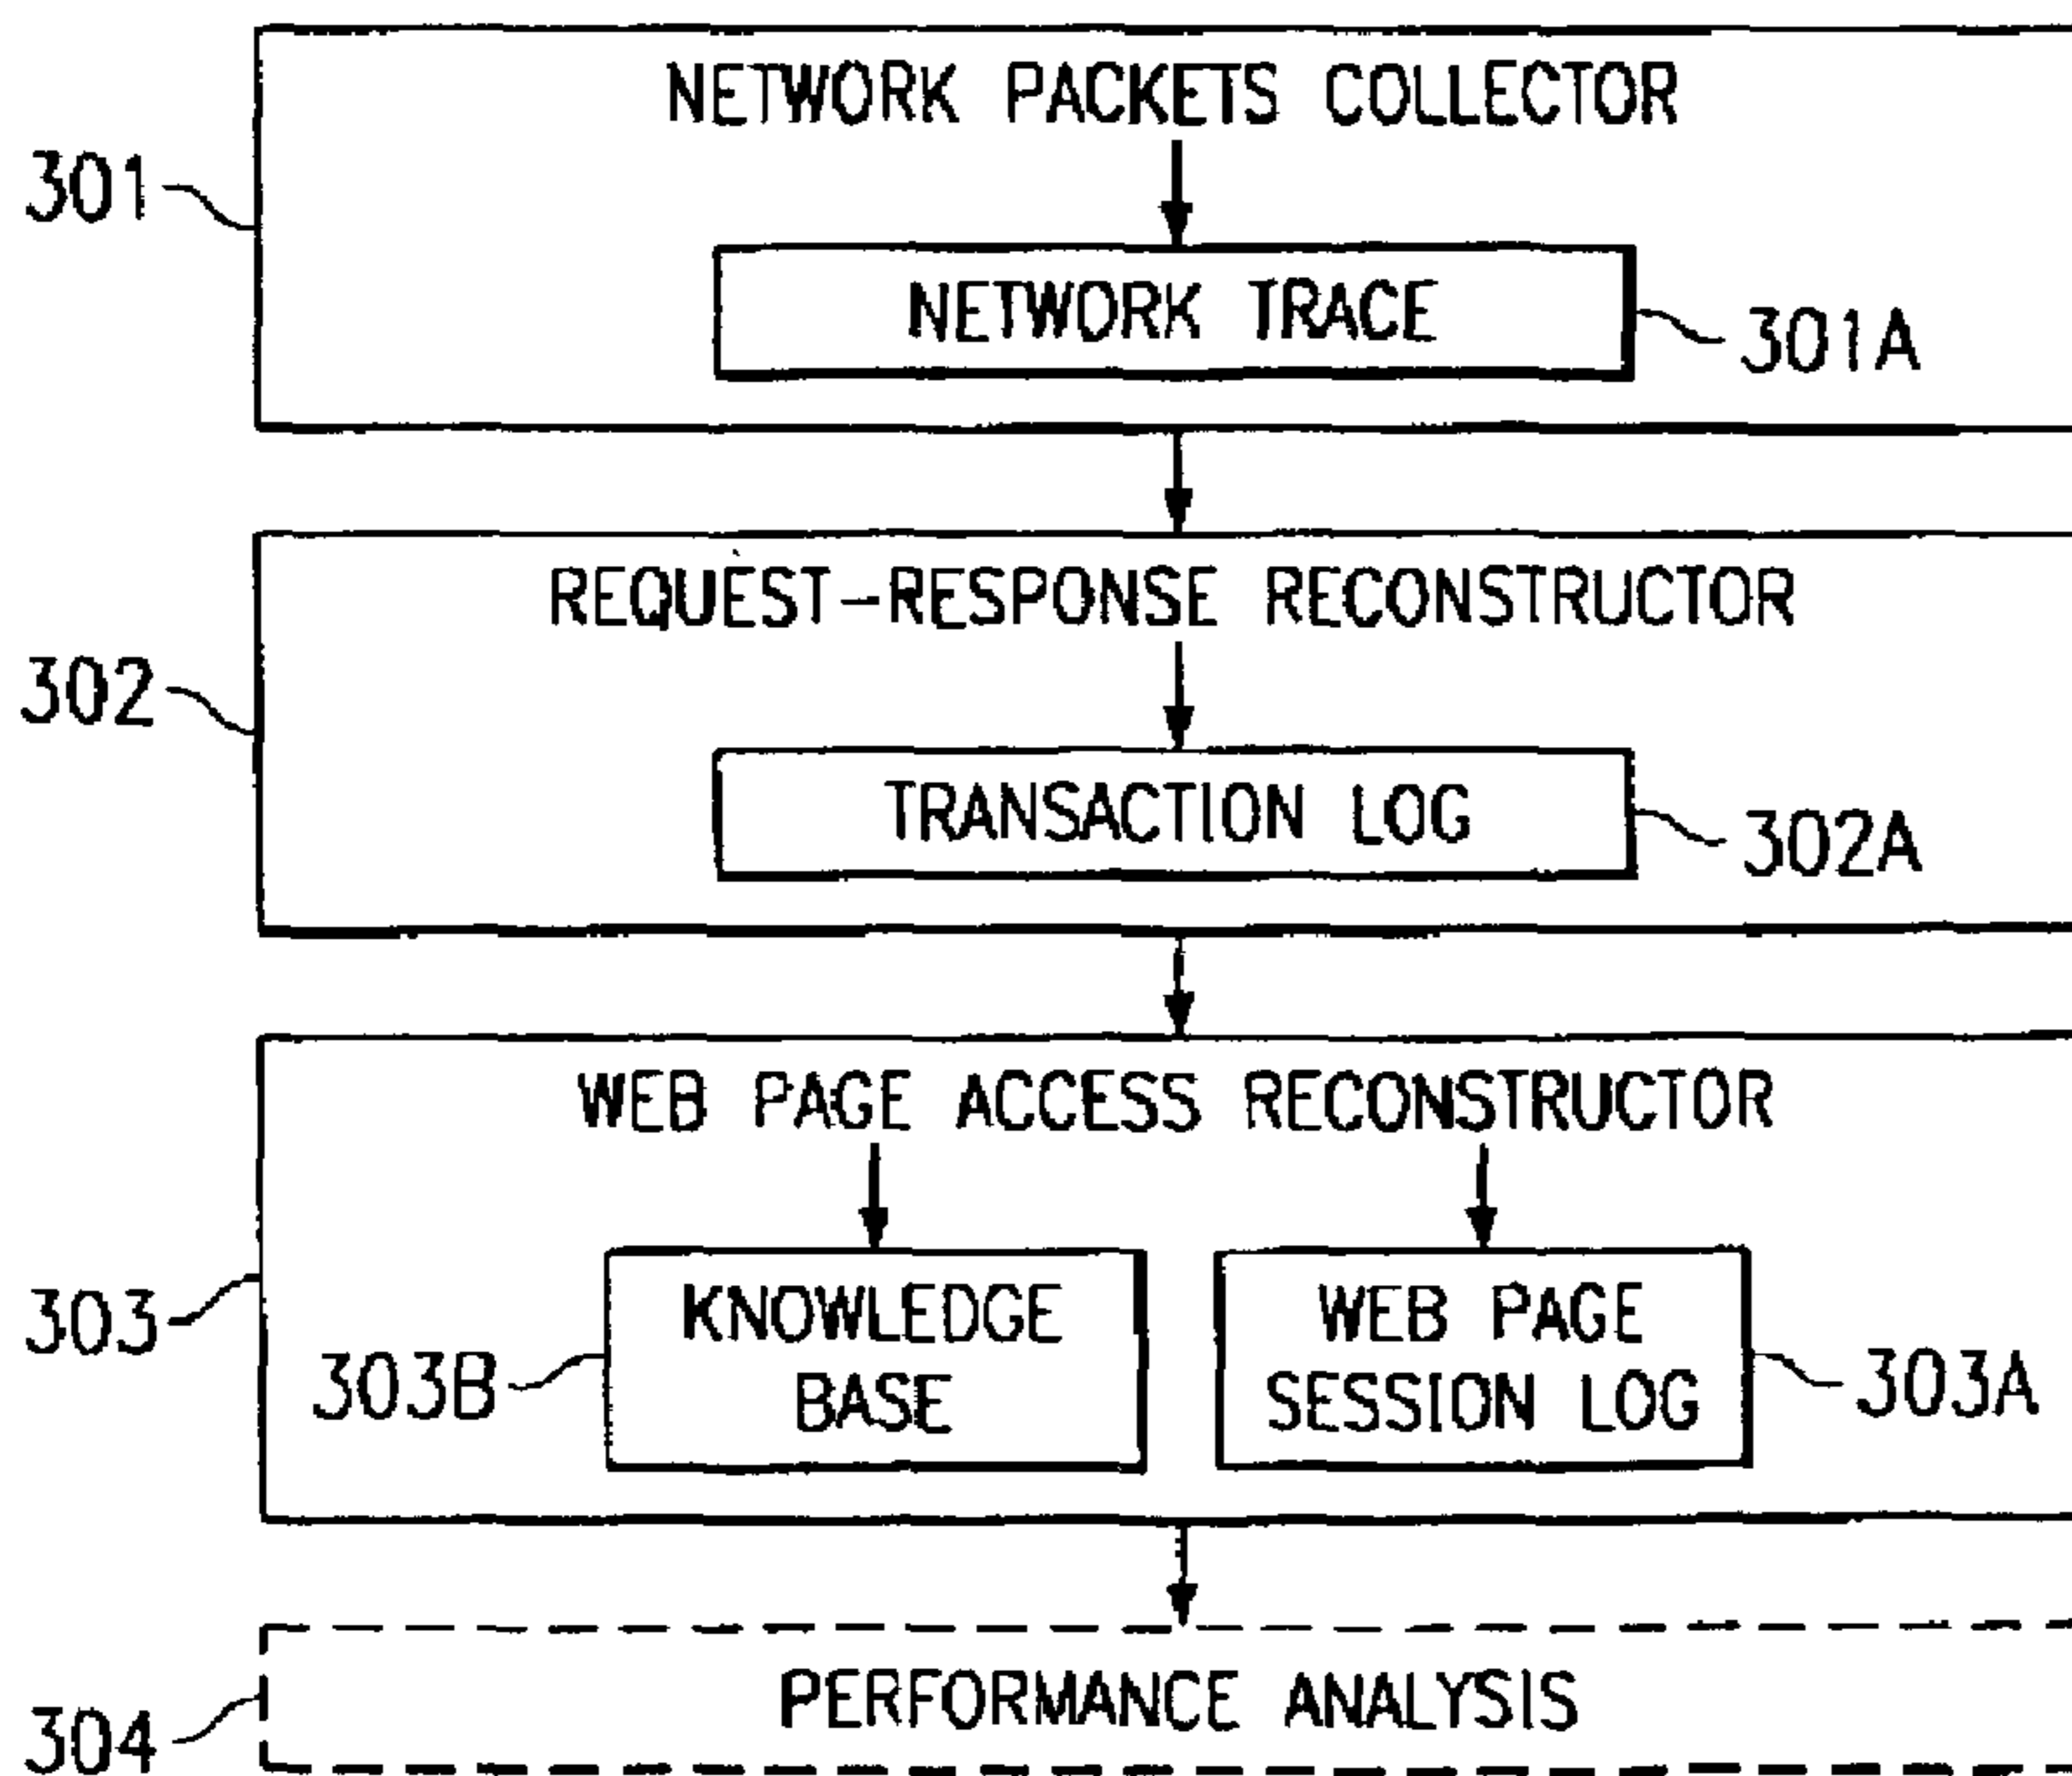 NETWORK PACKETS COLLECTOR
301
NETWORK TRACE
301A
REQUEST-RESPONSE RECONSTRUCTOR
302
TRANSACTION LOG
302A
WEB PAGE ACCESS RECONSTRUCTOR
303
303B
KNOWLEDGE
BASE
WEB PAGE
SESSION LOG
303A
PERFORMANCE ANALYSIS
304